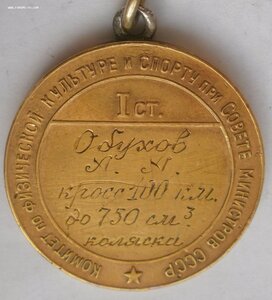 КОМИТЕТ ПО ФИЗИЧЕСКОЙ КУЛЬТУРЕ И СПОРТУ ПРИ СОВЕТЕ МИНИСТРОВ СССР
I СТ.
Обухов
А. Н.
кросс 100 км.
до 750 см³
коляска